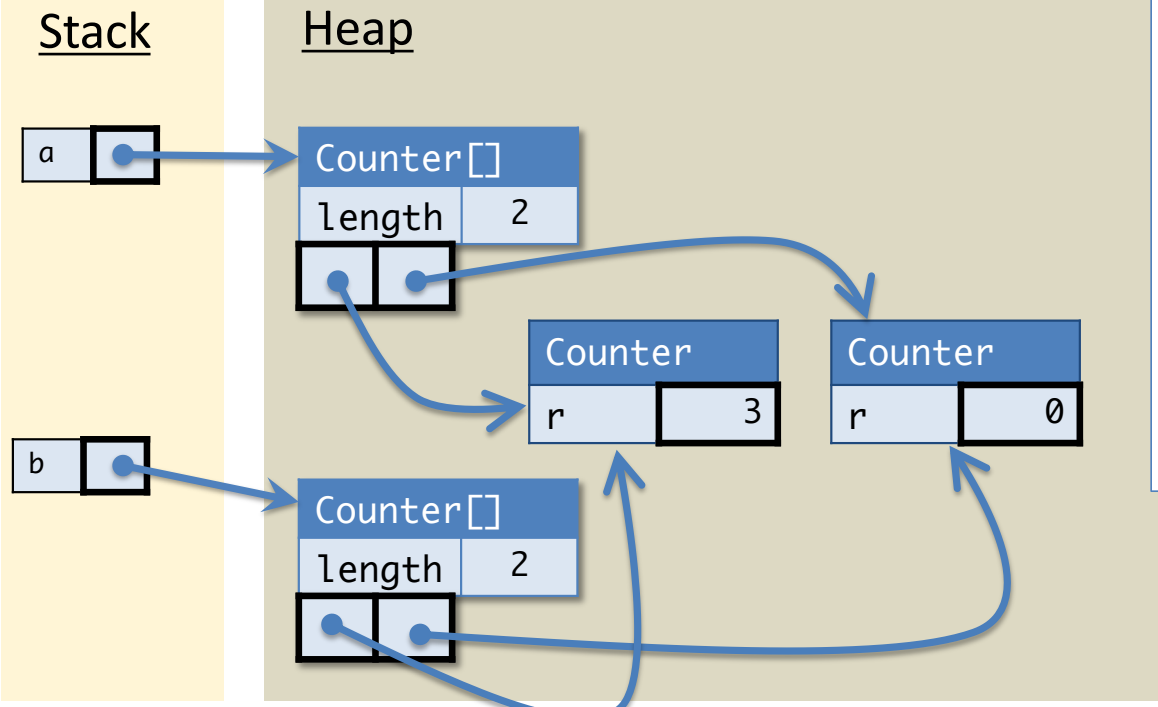 Stack Heap
a
Counter[]
length 2
Counter Counter
r 3 r 0
b
Counter[]
length 2